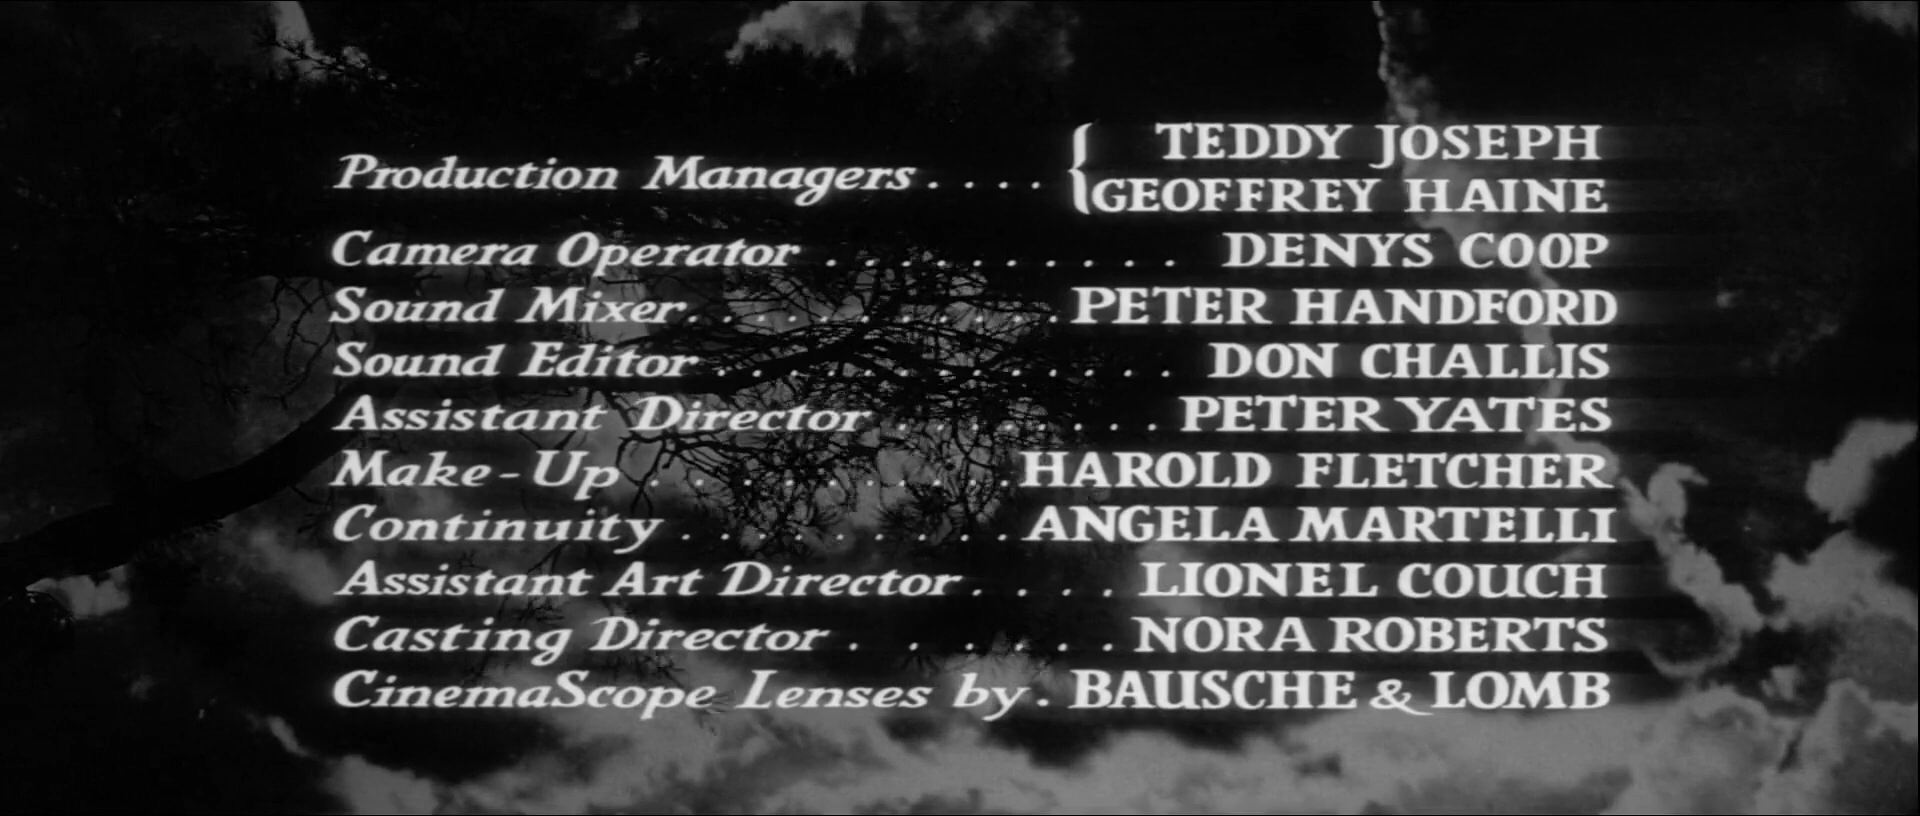 Production Managers . . . . { TEDDY JOSEPH
GEOFFREY HAINE
Camera Operator . . . . . . . . . . DENYS COOP
Sound Mixer . . . . . . . . . . . PETER HANDFORD
Sound Editor . . . . . . . . . . . . . DON CHALLIS
Assistant Director . . . . . . . . PETER YATES
Make-Up . . . . . . . . . . . HAROLD FLETCHER
Continuity . . . . . . . . . . ANGELA MARTELLI
Assistant Art Director . . . . LIONEL COUCH
Casting Director . . . . . . NORA ROBERTS
CinemaScope Lenses by . BAUSCHE & LOMB